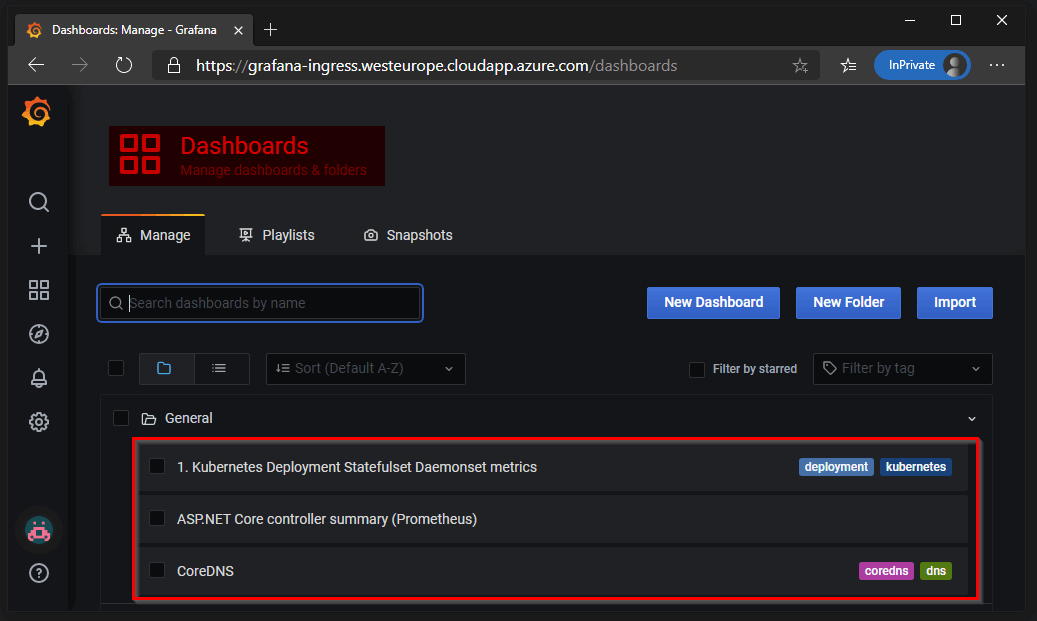 Dashboards: Manage - Grafana
https://grafana-ingress.westeurope.cloudapp.azure.com/dashboards
InPrivate
Dashboards
Manage dashboards & folders
Manage
Playlists
Snapshots
Search dashboards by name
New Dashboard
New Folder
Import
Sort (Default A-Z)
Filter by starred
Filter by tag
General
1. Kubernetes Deployment Statefulset Daemonset metrics
deployment
kubernetes
ASP.NET Core controller summary (Prometheus)
CoreDNS
coredns
dns